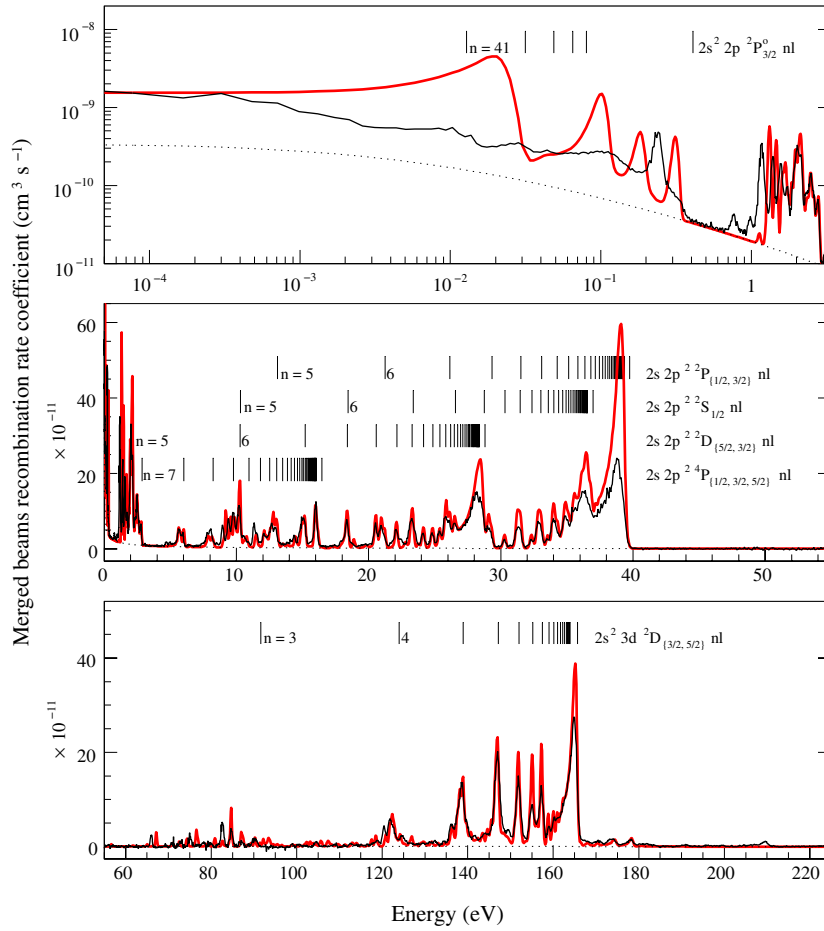 Merged beams recombination rate coefficient (cm³ s⁻¹)
10⁻⁸
10⁻⁹
10⁻¹⁰
10⁻¹¹
n = 41
2s² 2p ²P°₃/₂ nl
10⁻⁴
10⁻³
10⁻²
10⁻¹
1
× 10⁻¹¹
60
40
20
0
n = 5
6
2s 2p² ²P{1/2, 3/2} nl
n = 5
6
2s 2p² ²S₁/₂ nl
n = 5
6
2s 2p² ²D{5/2, 3/2} nl
n = 7
2s 2p² ⁴P{1/2, 3/2, 5/2} nl
0
10
20
30
40
50
× 10⁻¹¹
40
20
0
n = 3
4
2s² 3d ²D{3/2, 5/2} nl
60
80
100
120
140
160
180
200
220
Energy (eV)